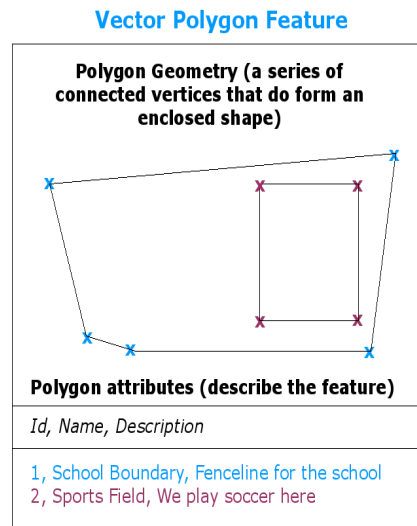 Vector Polygon Feature
Polygon Geometry (a series of
connected vertices that do form an
enclosed shape)
X
X
X
X
X
X
X
X
X
Polygon attributes (describe the feature)
Id, Name, Description
1, School Boundary, Fenceline for the school
2, Sports Field, We play soccer here